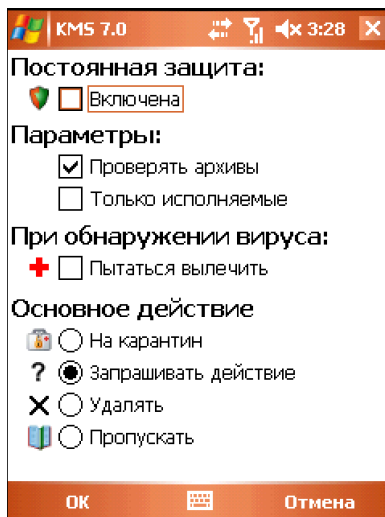 KMS 7.0 3:28
Постоянная защита:
Включена
Параметры:
Проверять архивы
Только исполняемые
При обнаружении вируса:
Пытаться вылечить
Основное действие
На карантин
? Запрашивать действие
Удалять
Пропускать
ОК Отмена